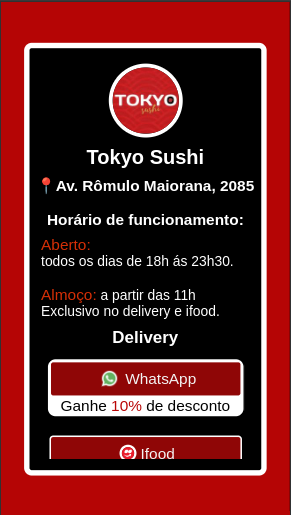 TOKYO
sushi
Tokyo Sushi
Av. Rômulo Maiorana, 2085
Horário de funcionamento:
Aberto:
todos os dias de 18h ás 23h30.
Almoço: a partir das 11h
Exclusivo no delivery e ifood.
Delivery
WhatsApp
Ganhe 10% de desconto
Ifood